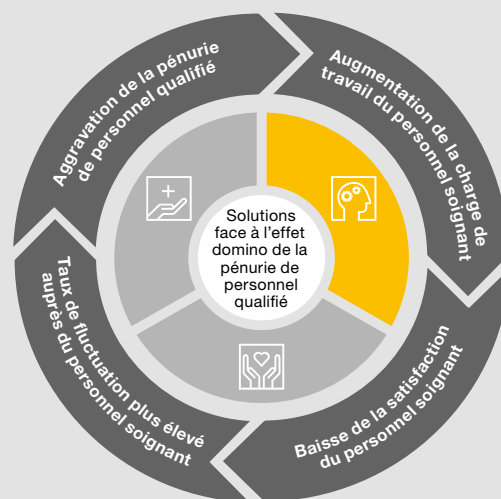 Aggravation de la pénurie
de personnel qualifié
Augmentation de la charge de
travail du personnel soignant
Solutions
face à l'effet
domino de la
pénurie de
personnel
qualifié
Taux de fluctuation plus élevé
auprès du personnel soignant
Baisse de la satisfaction
du personnel soignant